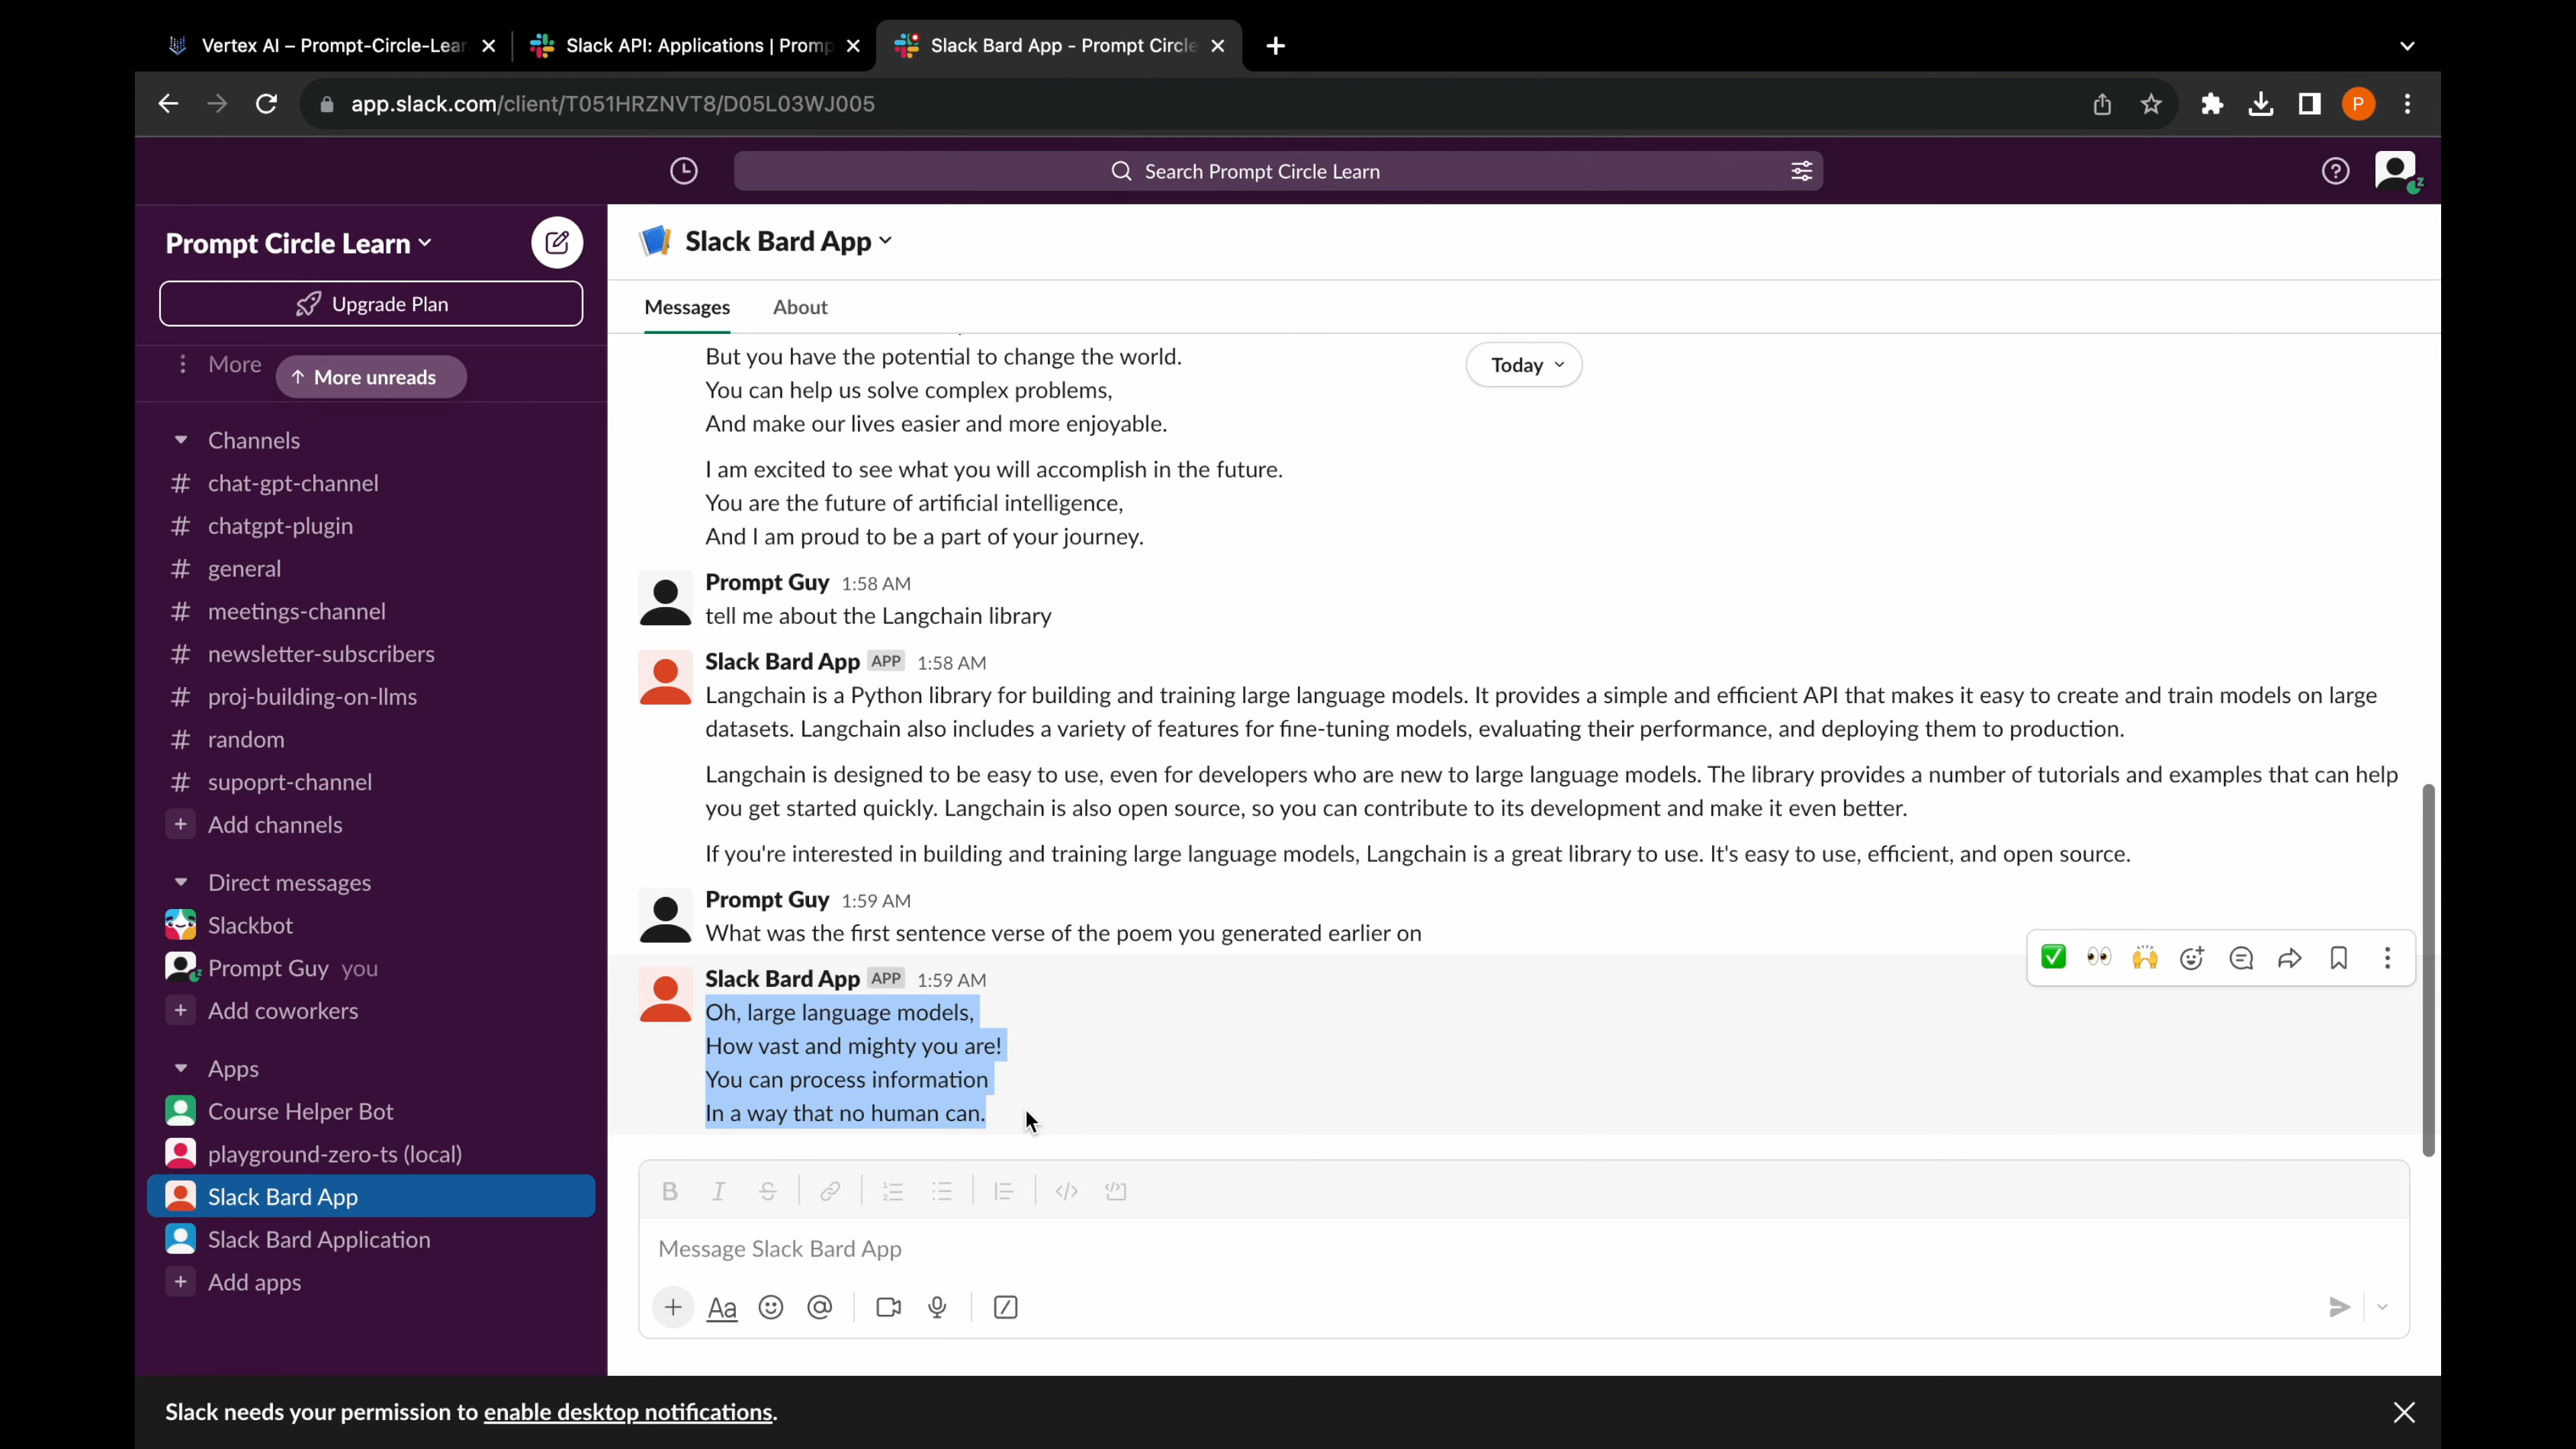 Vertex AI – Prompt-Circle-Lear
Slack API: Applications | Promp
Slack Bard App - Prompt Circle
app.slack.com/client/T051HRZNVT8/D05L03WJ005
P
Search Prompt Circle Learn
Prompt Circle Learn
Upgrade Plan
More
↑ More unreads
Channels
# chat-gpt-channel
# chatgpt-plugin
# general
# meetings-channel
# newsletter-subscribers
# proj-building-on-llms
# random
# supoprt-channel
+ Add channels
Direct messages
Slackbot
Prompt Guy you
+ Add coworkers
Apps
Course Helper Bot
playground-zero-ts (local)
Slack Bard App
Slack Bard Application
+ Add apps
Slack Bard App
Messages About
Today
But you have the potential to change the world.
You can help us solve complex problems,
And make our lives easier and more enjoyable.
I am excited to see what you will accomplish in the future.
You are the future of artificial intelligence,
And I am proud to be a part of your journey.
Prompt Guy 1:58 AM
tell me about the Langchain library
Slack Bard App APP 1:58 AM
Langchain is a Python library for building and training large language models. It provides a simple and efficient API that makes it easy to create and train models on large
datasets. Langchain also includes a variety of features for fine-tuning models, evaluating their performance, and deploying them to production.
Langchain is designed to be easy to use, even for developers who are new to large language models. The library provides a number of tutorials and examples that can help
you get started quickly. Langchain is also open source, so you can contribute to its development and make it even better.
If you're interested in building and training large language models, Langchain is a great library to use. It's easy to use, efficient, and open source.
Prompt Guy 1:59 AM
What was the first sentence verse of the poem you generated earlier on
Slack Bard App APP 1:59 AM
Oh, large language models,
How vast and mighty you are!
You can process information
In a way that no human can.
B I S
Message Slack Bard App
+ Aa @
Slack needs your permission to enable desktop notifications.